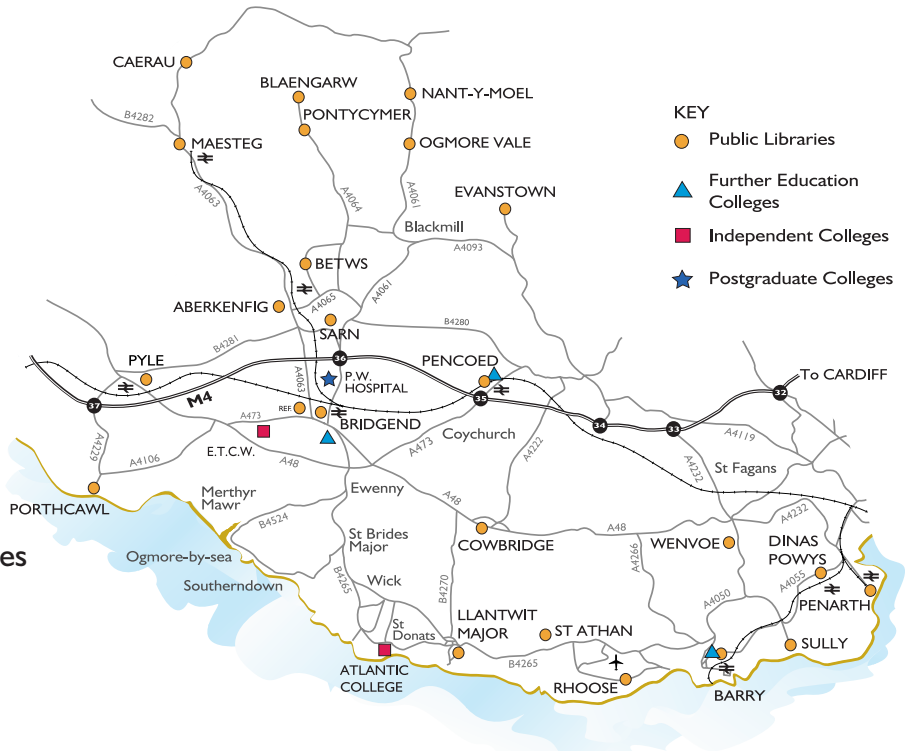 CAERAU
BLAENGARW
NANT-Y-MOEL
KEY
B4282
PONTYCYMER
Public Libraries
MAESTEG
OGMORE VALE
Further Education
Colleges
A4063
A4064
A4061
EVANSTOWN
Blackmill
Independent Colleges
A4093
BETWS
Postgraduate Colleges
A4061
A4065
ABERKENFIG
SARN
B4280
B4281
PYLE
36
PENCOED
To CARDIFF
A4063
P.W.
HOSPITAL
32
M4
37
35
REF.
BRIDGEND
34
33
A473
A473
Coychurch
A4222
A4119
A4229
E.T.C.W.
A48
A4106
St Fagans
A4232
PORTHCAWL
Merthyr
Mawr
Ewenny
A48
A4232
B4524
St Brides
Major
COWBRIDGE
A48
WENVOE
DINAS
POWYS
es
Ogmore-by-sea
A4266
Southerndown
B4265
Wick
B4270
A4055
A4050
PENARTH
St
Donats
LLANTWIT
MAJOR
ST ATHAN
SULLY
B4265
ATLANTIC
COLLEGE
RHOOSE
BARRY